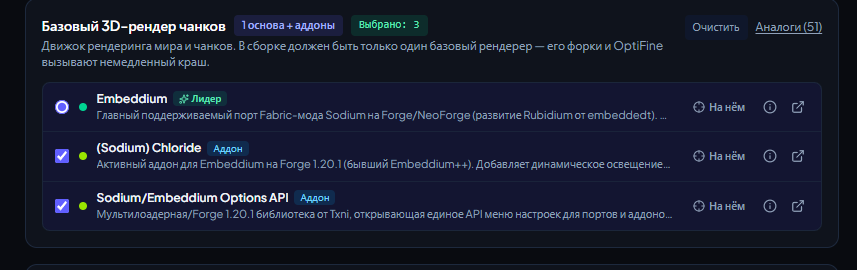 Базовый 3D-рендер чанков 1 основа + аддоны Выбрано: 3 Очистить Аналоги (51)
Движок рендеринга мира и чанков. В сборке должен быть только один базовый рендерер — его форки и OptiFine
вызывают немедленный краш.
Embeddium Лидер
Главный поддерживаемый порт Fabric-мода Sodium на Forge/NeoForge (развитие Rubidium от embeddedt). ...
На нём
(Sodium) Chloride Аддон
Активный аддон для Embeddium на Forge 1.20.1 (бывший Embeddium++). Добавляет динамическое освещение...
На нём
Sodium/Embeddium Options API Аддон
Мультилоадерная/Forge 1.20.1 библиотека от Txni, открывающая единое API меню настроек для портов и аддоно...
На нём